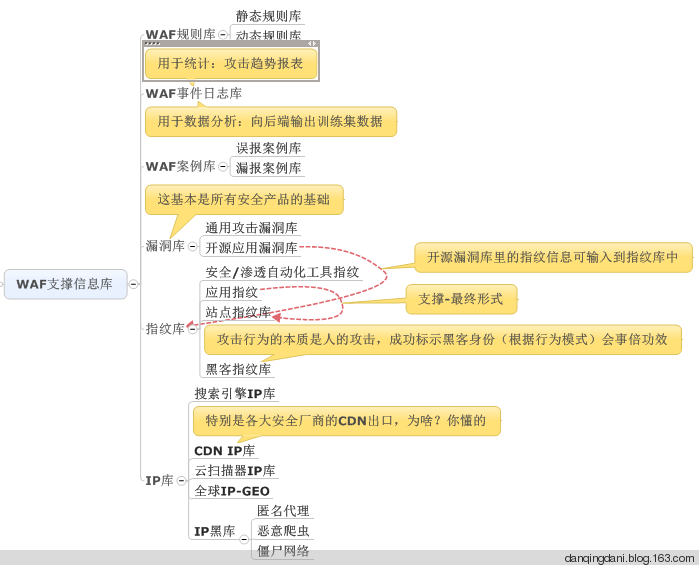 静态规则库
WAF规则库
动态规则库
用于统计：攻击趋势报表
WAF事件日志库
用于数据分析：向后端输出训练集数据
误报案例库
WAF案例库
漏报案例库
这基本是所有安全产品的基础
通用攻击漏洞库
漏洞库
开源应用漏洞库
开源漏洞库里的指纹信息可输入到指纹库中
安全/渗透自动化工具指纹
WAF支撑信息库
应用指纹
支撑-最终形式
站点指纹库
指纹库
攻击行为的本质是人的攻击，成功标示黑客身份（根据行为模式）会事倍功效
黑客指纹库
搜索引擎IP库
特别是各大安全厂商的CDN出口，为啥？你懂的
CDN IP库
云扫描器IP库
IP库
全球IP-GEO
匿名代理
IP黑库
恶意爬虫
僵尸网络
danqingdani.blog.163.com